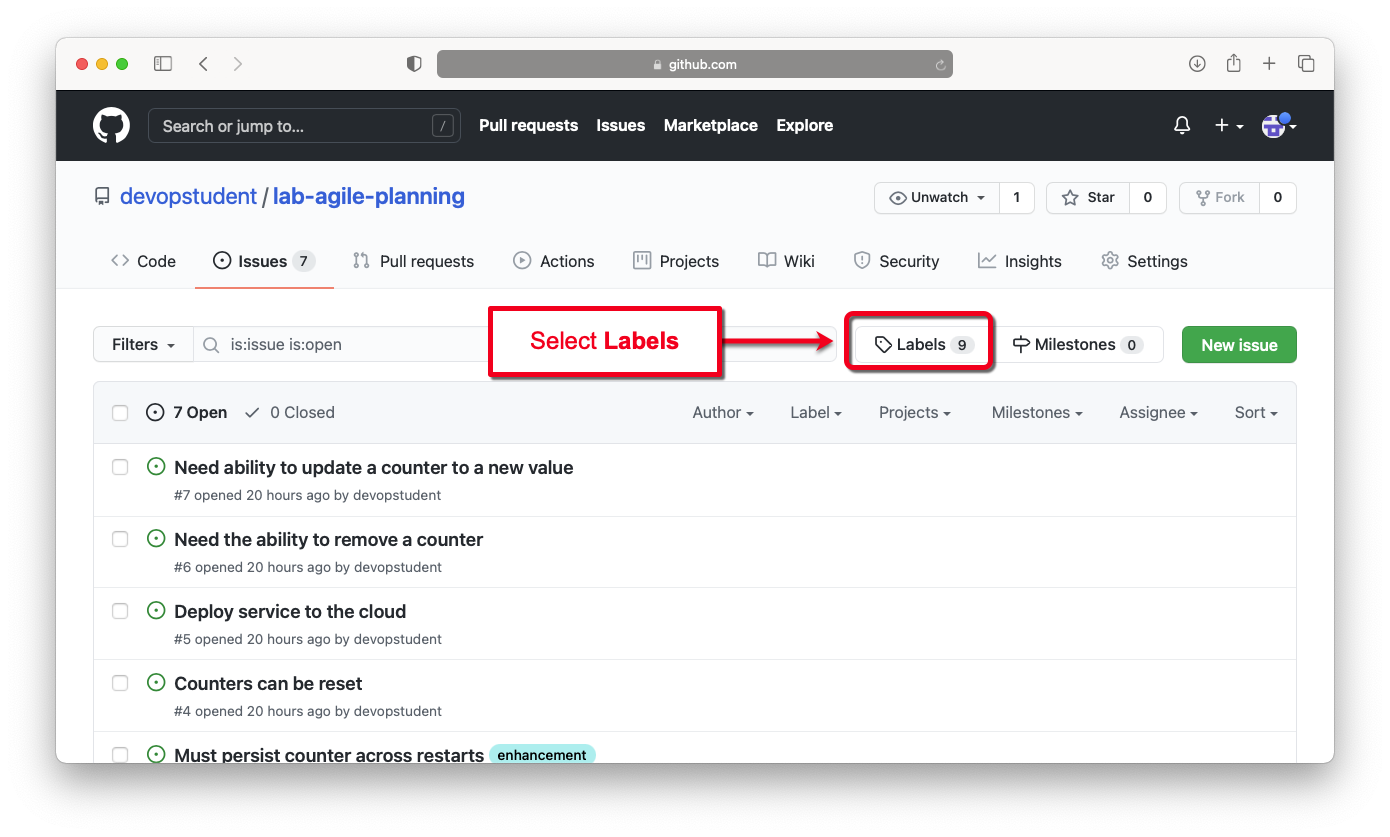 github.com
Search or jump to... /
Pull requests Issues Marketplace Explore
devopstudent / lab-agile-planning
Unwatch 1 Star 0 Fork 0
Code Issues 7 Pull requests Actions Projects Wiki Security Insights Settings
Filters is:issue is:open Select Labels Labels 9 Milestones 0 New issue
7 Open 0 Closed Author Label Projects Milestones Assignee Sort
Need ability to update a counter to a new value
#7 opened 20 hours ago by devopstudent
Need the ability to remove a counter
#6 opened 20 hours ago by devopstudent
Deploy service to the cloud
#5 opened 20 hours ago by devopstudent
Counters can be reset
#4 opened 20 hours ago by devopstudent
Must persist counter across restarts enhancement